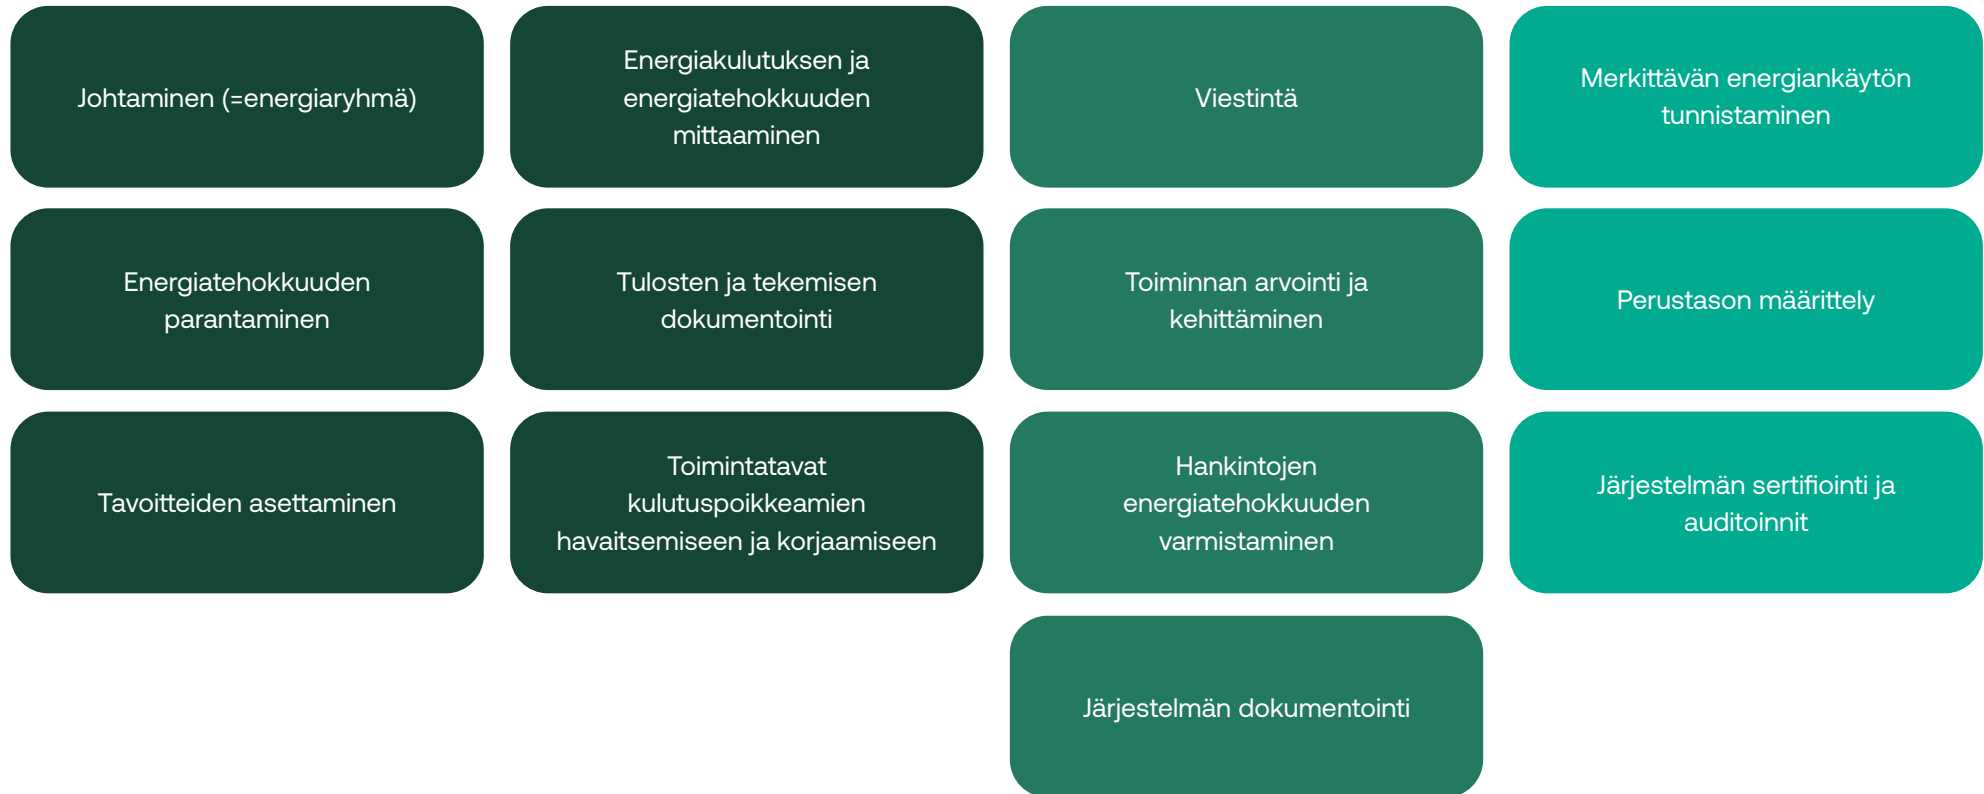 Johtaminen (=energiaryhmä)
Energiakulutuksen ja
energiatehokkuuden
mittaaminen
Viestintä
Merkittävän energiankäytön
tunnistaminen
Energiatehokkuuden
parantaminen
Tulosten ja tekemisen
dokumentointi
Toiminnan arvointi ja
kehittäminen
Perustason määrittely
Tavoitteiden asettaminen
Toimintatavat
kulutuspoikkeamien
havaitsemiseen ja korjaamiseen
Hankintojen
energiatehokkuuden
varmistaminen
Järjestelmän sertifiointi ja
auditoinnit
Järjestelmän dokumentointi